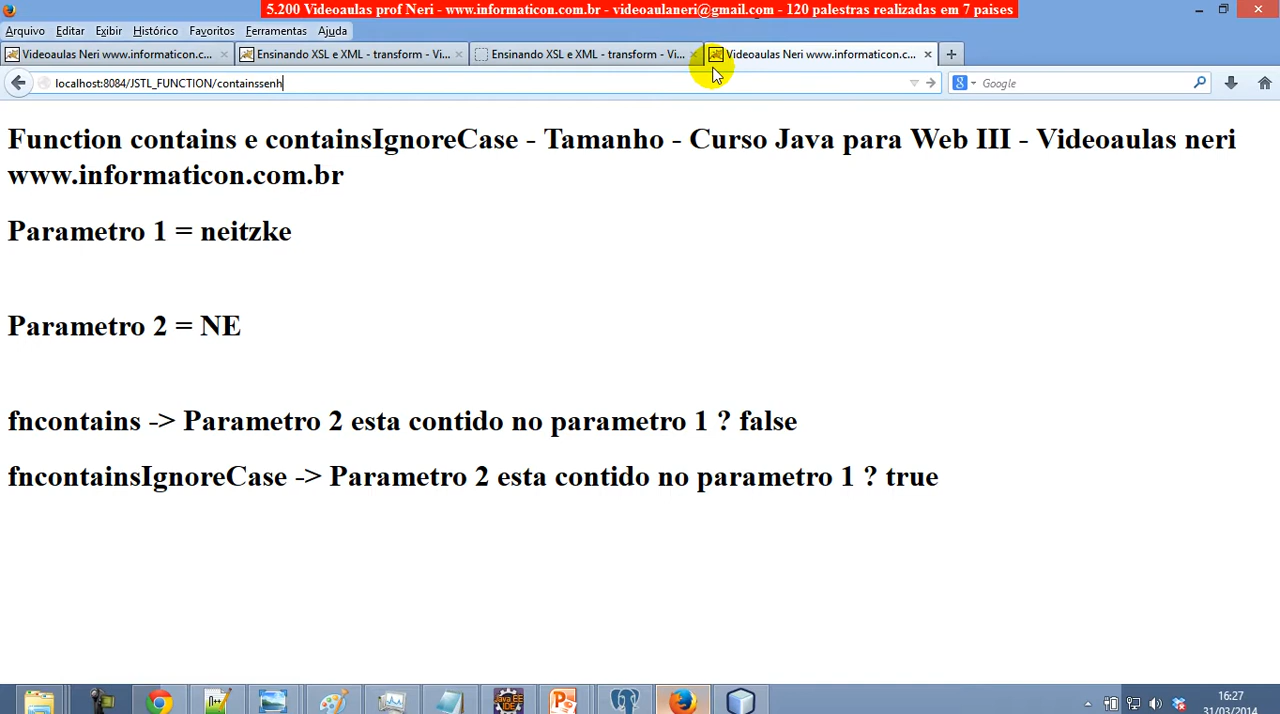 5.200 Videoaulas prof Neri - www.informaticon.com.br - videoaulaneri@gmail.com - 120 palestras realizadas em 7 paises
Arquivo Editar Exibir Histórico Favoritos Ferramentas Ajuda
Videoaulas Neri www.informaticon.com.b... Ensinando XSL e XML - transform - Vi... Ensinando XSL e XML - transform - Vi... Videoaulas Neri www.informaticon.com.b...
localhost:8084/JSTL_FUNCTION/containssenh Google
Function contains e containsIgnoreCase - Tamanho - Curso Java para Web III - Videoaulas neri
www.informaticon.com.br
Parametro 1 = neitzke
Parametro 2 = NE
fncontains -> Parametro 2 esta contido no parametro 1 ? false
fncontainsIgnoreCase -> Parametro 2 esta contido no parametro 1 ? true
16:27
31/03/2014